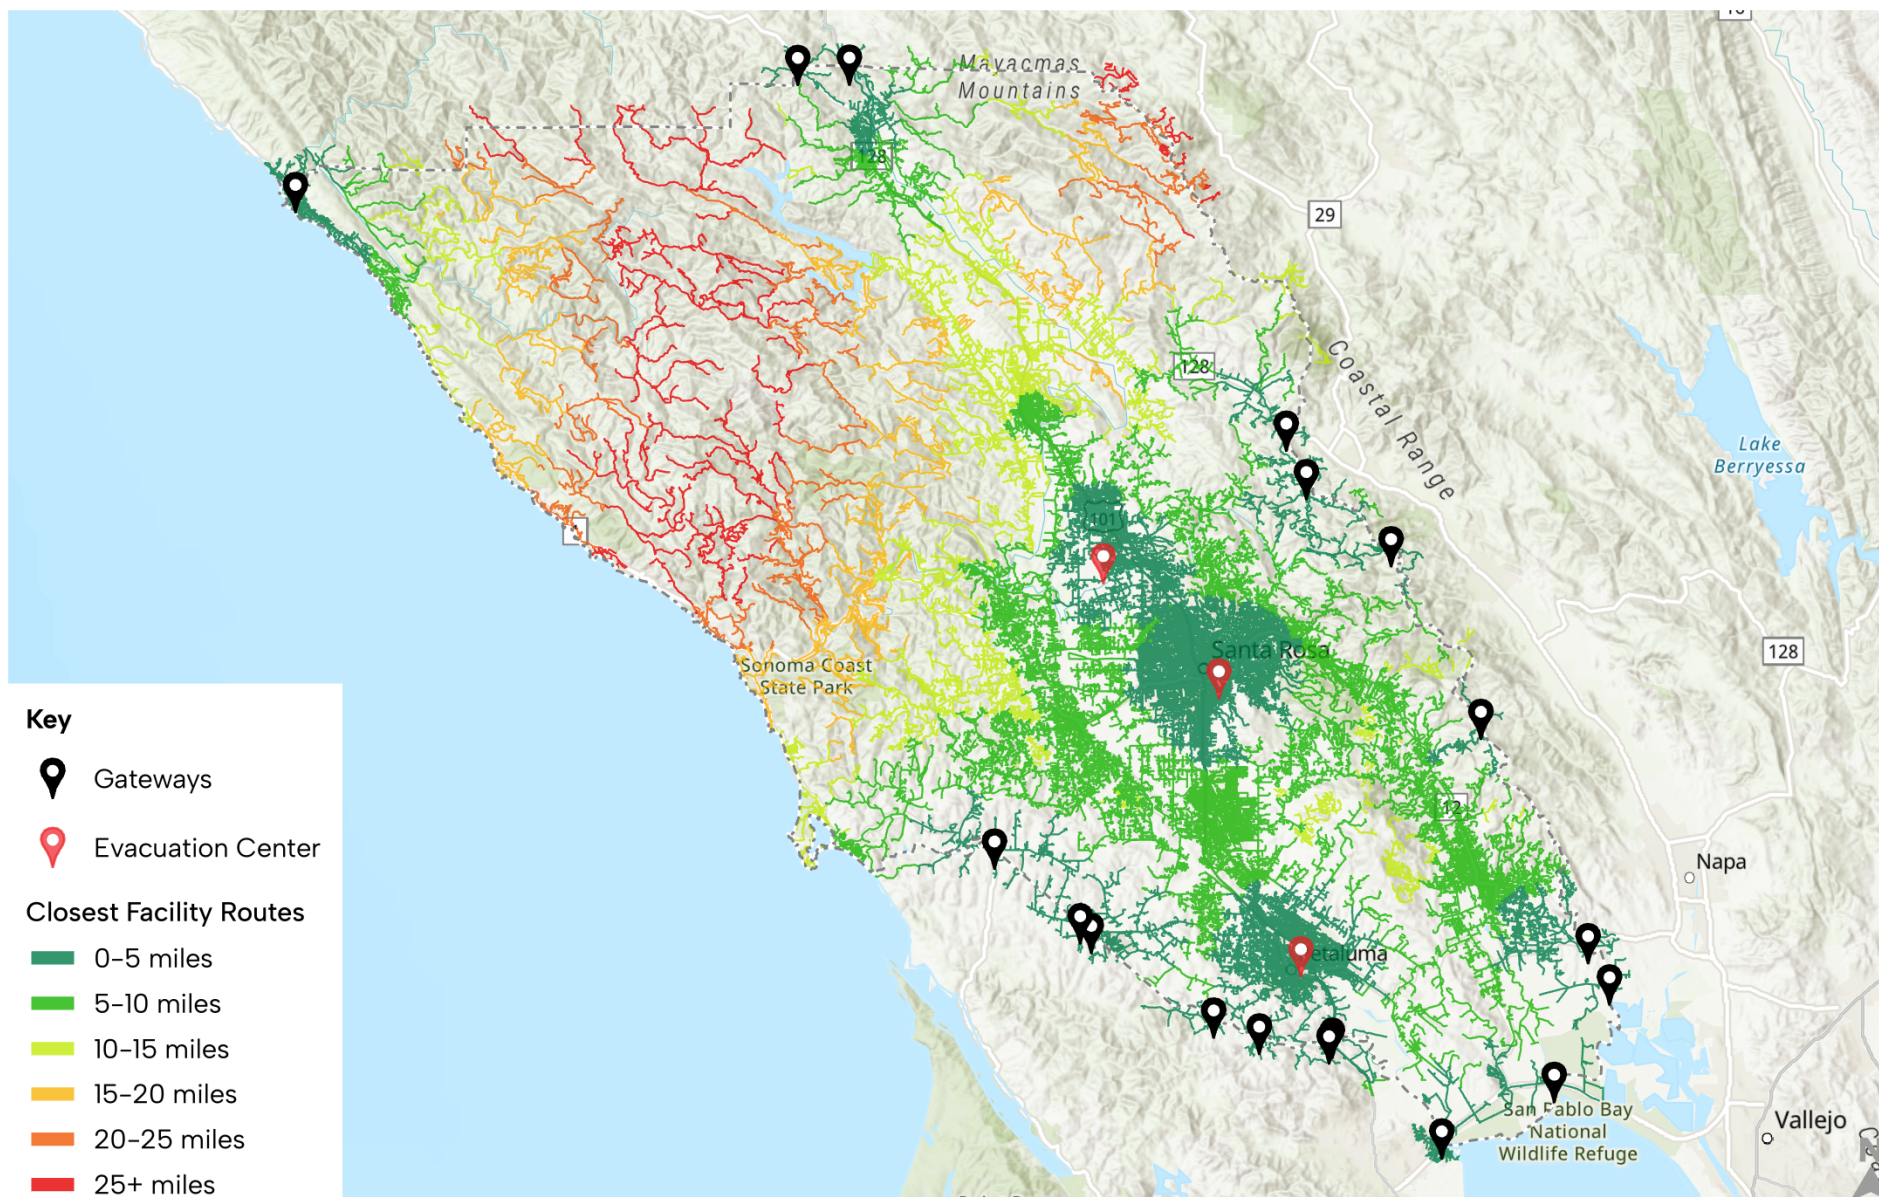 Mayacmas
Mountains
128
29
Coastal Range
128
Lake
Berryessa
101
Santa Rosa
128
Sonoma Coast
State Park
12
Napa
Petaluma
San Pablo Bay
National
Wildlife Refuge
Vallejo
Key
Gateways
Evacuation Center
Closest Facility Routes
0-5 miles
5-10 miles
10-15 miles
15-20 miles
20-25 miles
25+ miles